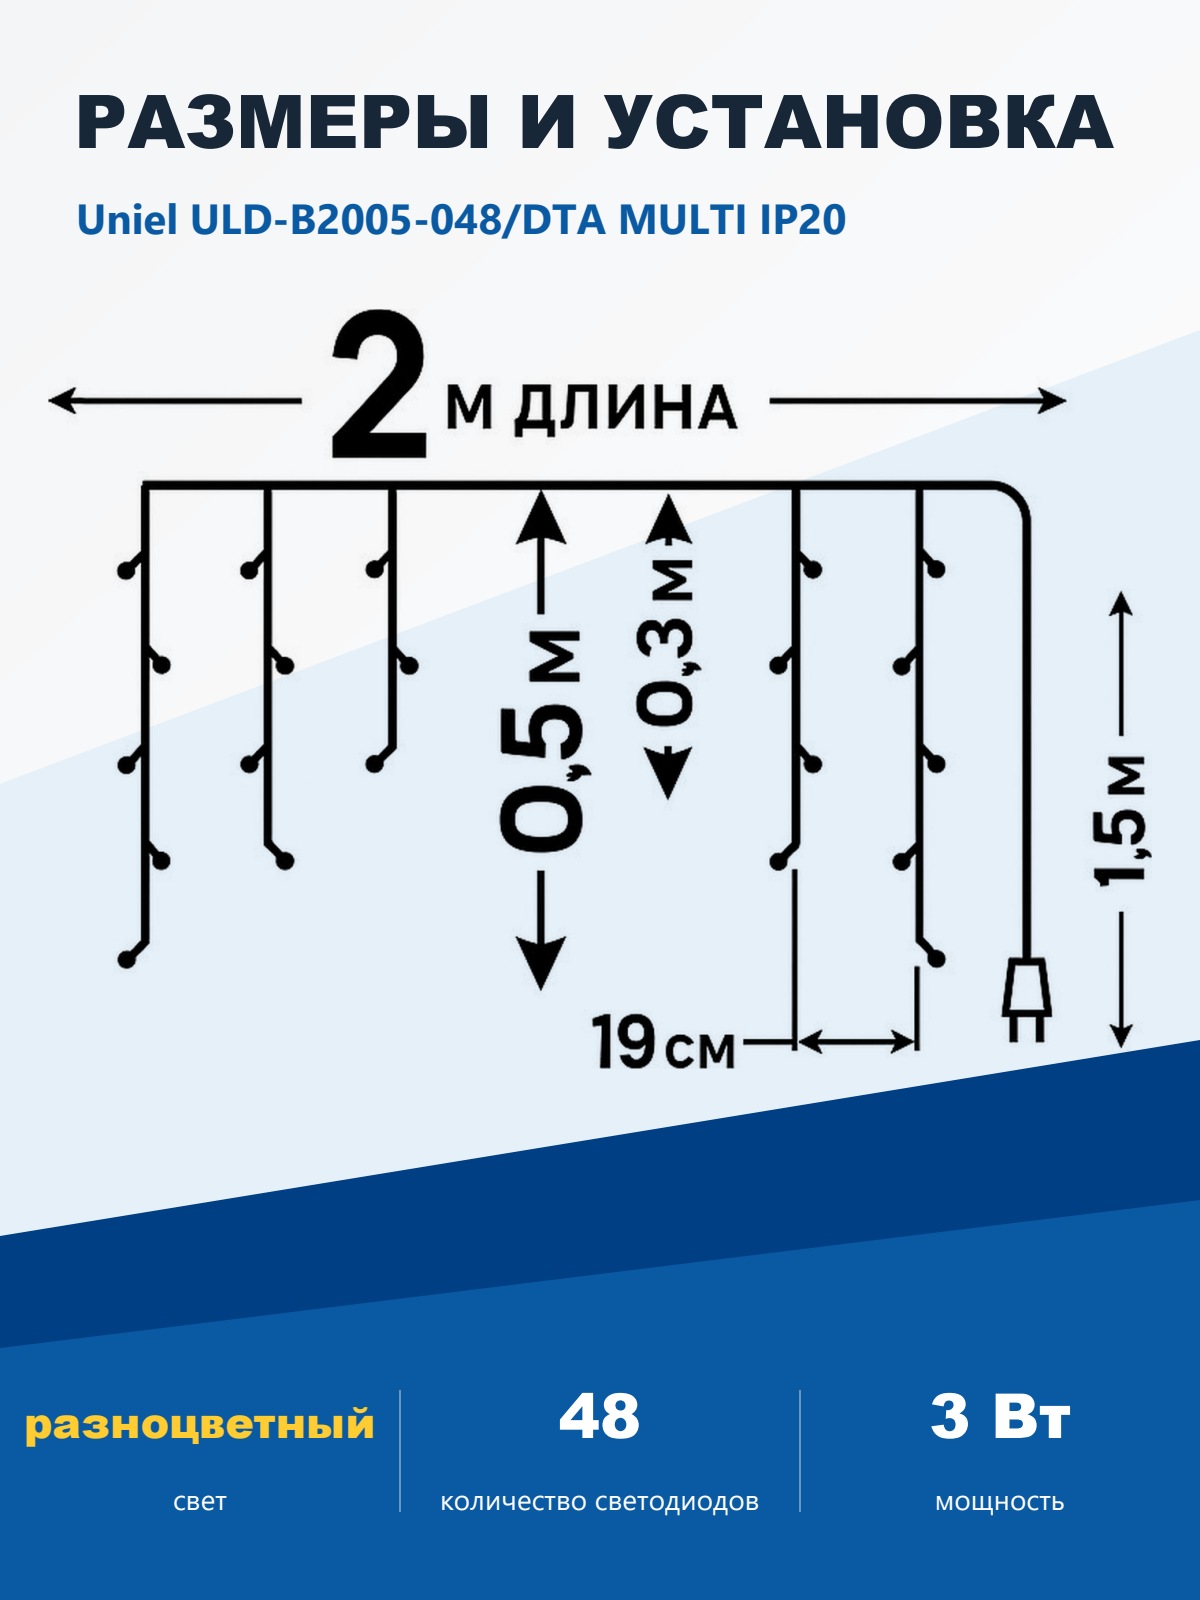 РАЗМЕРЫ И УСТАНОВКА
Uniel ULD-B2005-048/DTA MULTI IP20
2 м ДЛИНА
0,5 м
0,3 м
1,5 м
19 см
разноцветный
свет
48
количество светодиодов
3 Вт
мощность